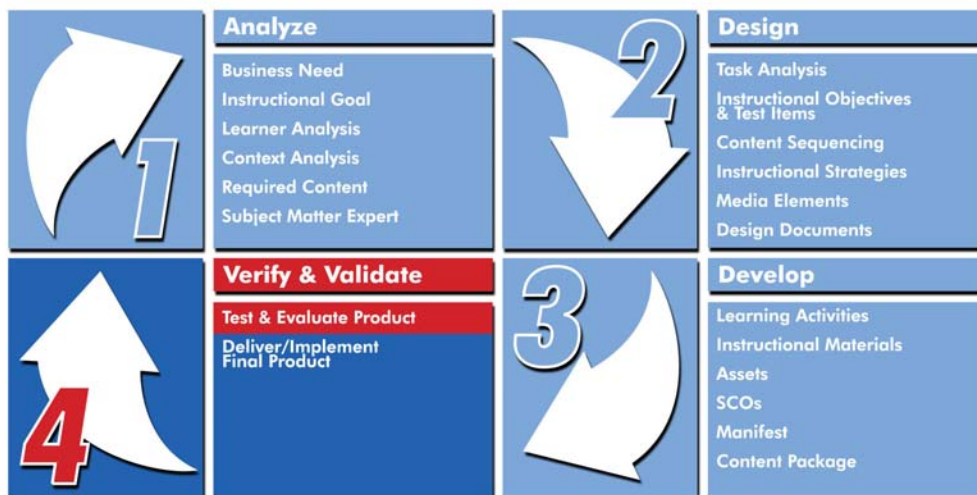 1
Analyze
Business Need
Instructional Goal
Learner Analysis
Context Analysis
Required Content
Subject Matter Expert
2
Design
Task Analysis
Instructional Objectives
& Test Items
Content Sequencing
Instructional Strategies
Media Elements
Design Documents
3
Develop
Learning Activities
Instructional Materials
Assets
SCOs
Manifest
Content Package
4
Verify & Validate
Test & Evaluate Product
Deliver/Implement
Final Product